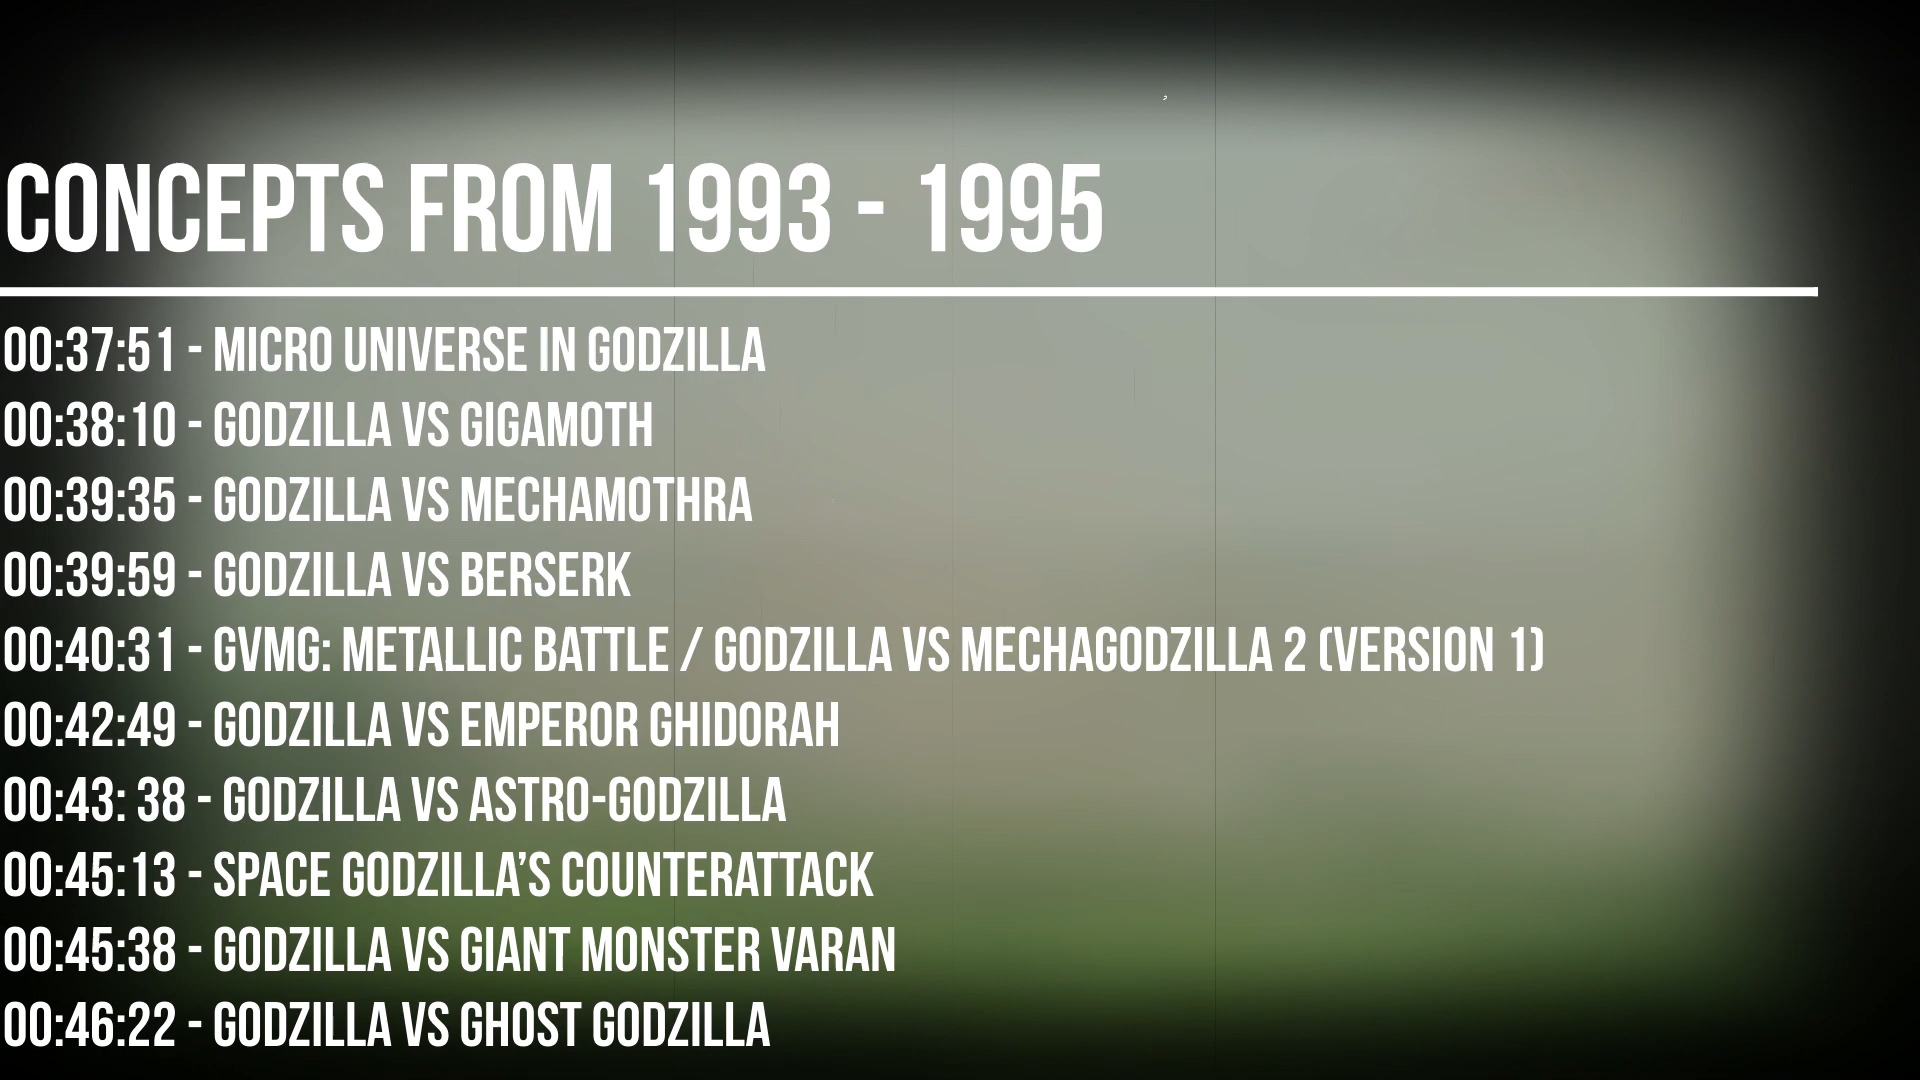 CONCEPTS FROM 1993 - 1995
00:37:51 - MICRO UNIVERSE IN GODZILLA
00:38:10 - GODZILLA VS GIGAMOTH
00:39:35 - GODZILLA VS MECHAMOTHRA
00:39:59 - GODZILLA VS BERSERK
00:40:31 - GVMG: METALLIC BATTLE / GODZILLA VS MECHAGODZILLA 2 (VERSION 1)
00:42:49 - GODZILLA VS EMPEROR GHIDORAH
00:43: 38 - GODZILLA VS ASTRO-GODZILLA
00:45:13 - SPACE GODZILLA’S COUNTERATTACK
00:45:38 - GODZILLA VS GIANT MONSTER VARAN
00:46:22 - GODZILLA VS GHOST GODZILLA